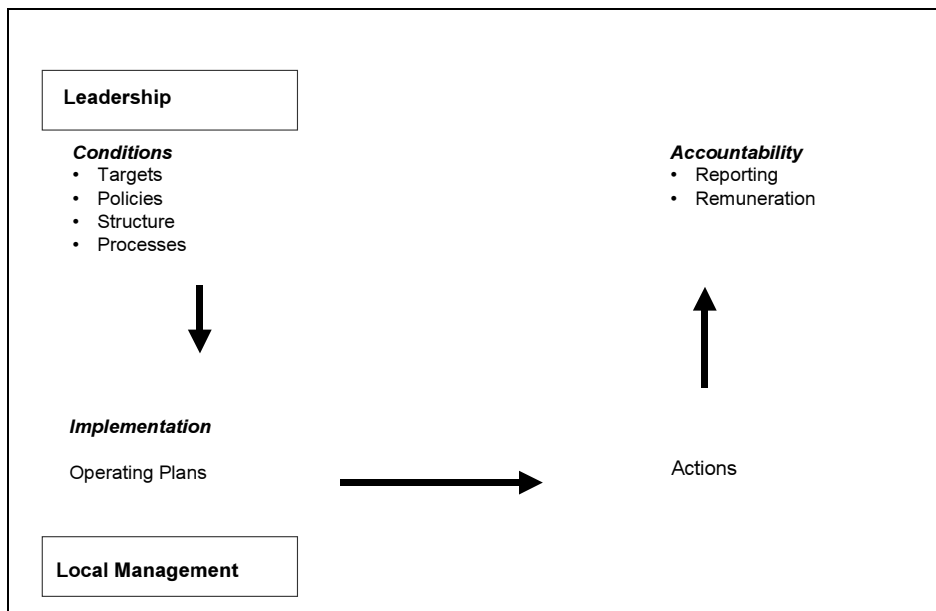 Leadership
Conditions
• Targets
• Policies
• Structure
• Processes
Accountability
• Reporting
• Remuneration
Implementation
Operating Plans
Actions
Local Management